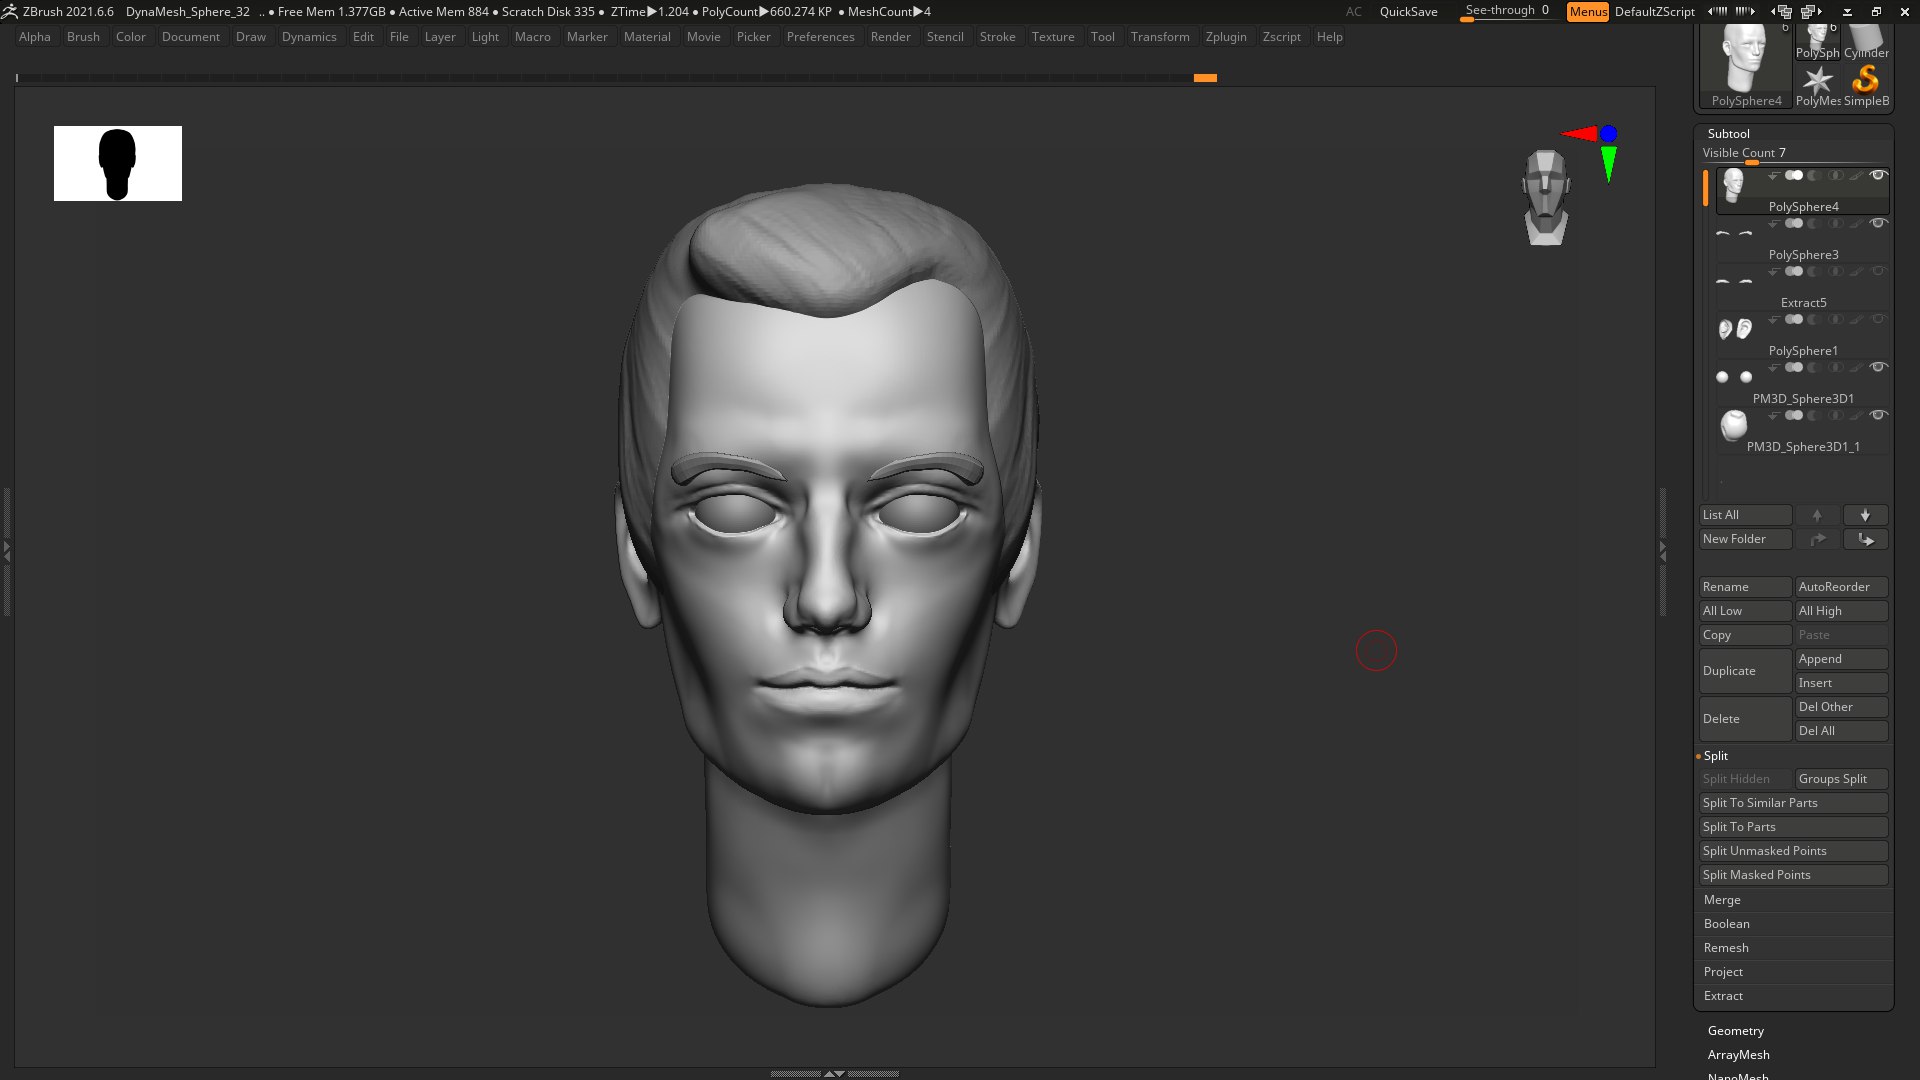 ZBrush 2021.6.6 DynaMesh_Sphere_32 .. • Free Mem 1.377GB • Active Mem 884 • Scratch Disk 335 • ZTime▶1.204 • PolyCount▶660.274 KP • MeshCount▶4 AC QuickSave See-through 0 Menus DefaultZScript
Alpha Brush Color Document Draw Dynamics Edit File Layer Light Macro Marker Material Movie Picker Preferences Render Stencil Stroke Texture Tool Transform Zplugin Zscript Help
6 6
PolySph Cylinder
PolySphere4 PolyMes SimpleB
Subtool
Visible Count 7
PolySphere4
PolySphere3
Extract5
PolySphere1
PM3D_Sphere3D1
PM3D_Sphere3D1_1
List All
New Folder
Rename AutoReorder
All Low All High
Copy Paste
Duplicate Append
Insert
Delete Del Other
Del All
Split
Split Hidden Groups Split
Split To Similar Parts
Split To Parts
Split Unmasked Points
Split Masked Points
Merge
Boolean
Remesh
Project
Extract
Geometry
ArrayMesh
NanoMesh